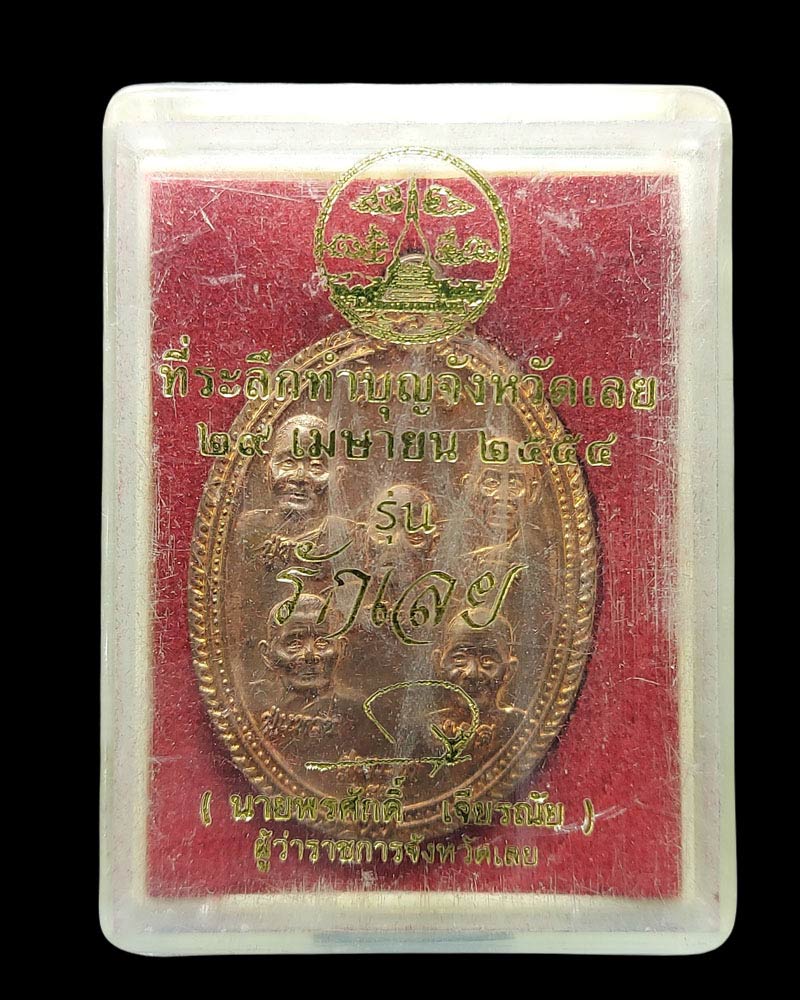 ที่ระลึกทำบุญจังหวัดเลย
๒๙ เมษายน ๒๕๕๔
รุ่น
รักเลย
( นายพรศักดิ์ เจียรณัย )
ผู้ว่าราชการจังหวัดเลย